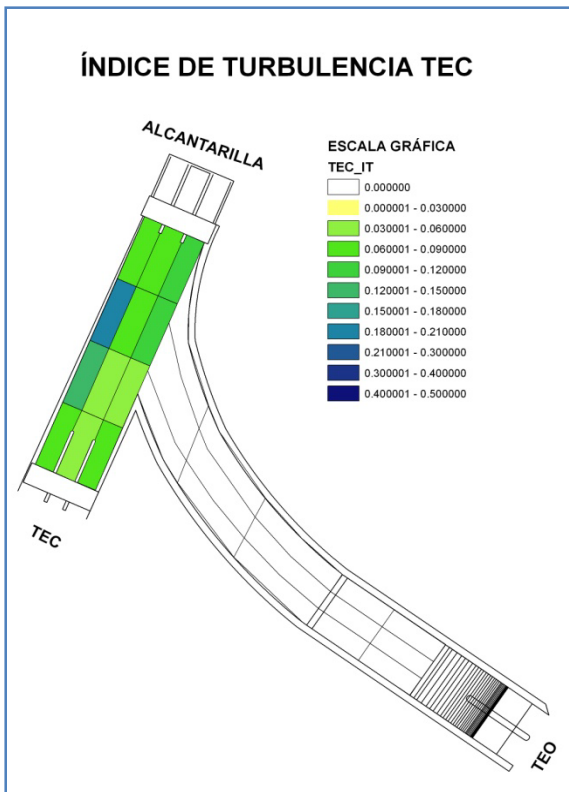 ÍNDICE DE TURBULENCIA TEC
ALCANTARILLA
ESCALA GRÁFICA
TEC_IT
0.000000
0.000001 - 0.030000
0.030001 - 0.060000
0.060001 - 0.090000
0.090001 - 0.120000
0.120001 - 0.150000
0.150001 - 0.180000
0.180001 - 0.210000
0.210001 - 0.300000
0.300001 - 0.400000
0.400001 - 0.500000
TEC
TEO